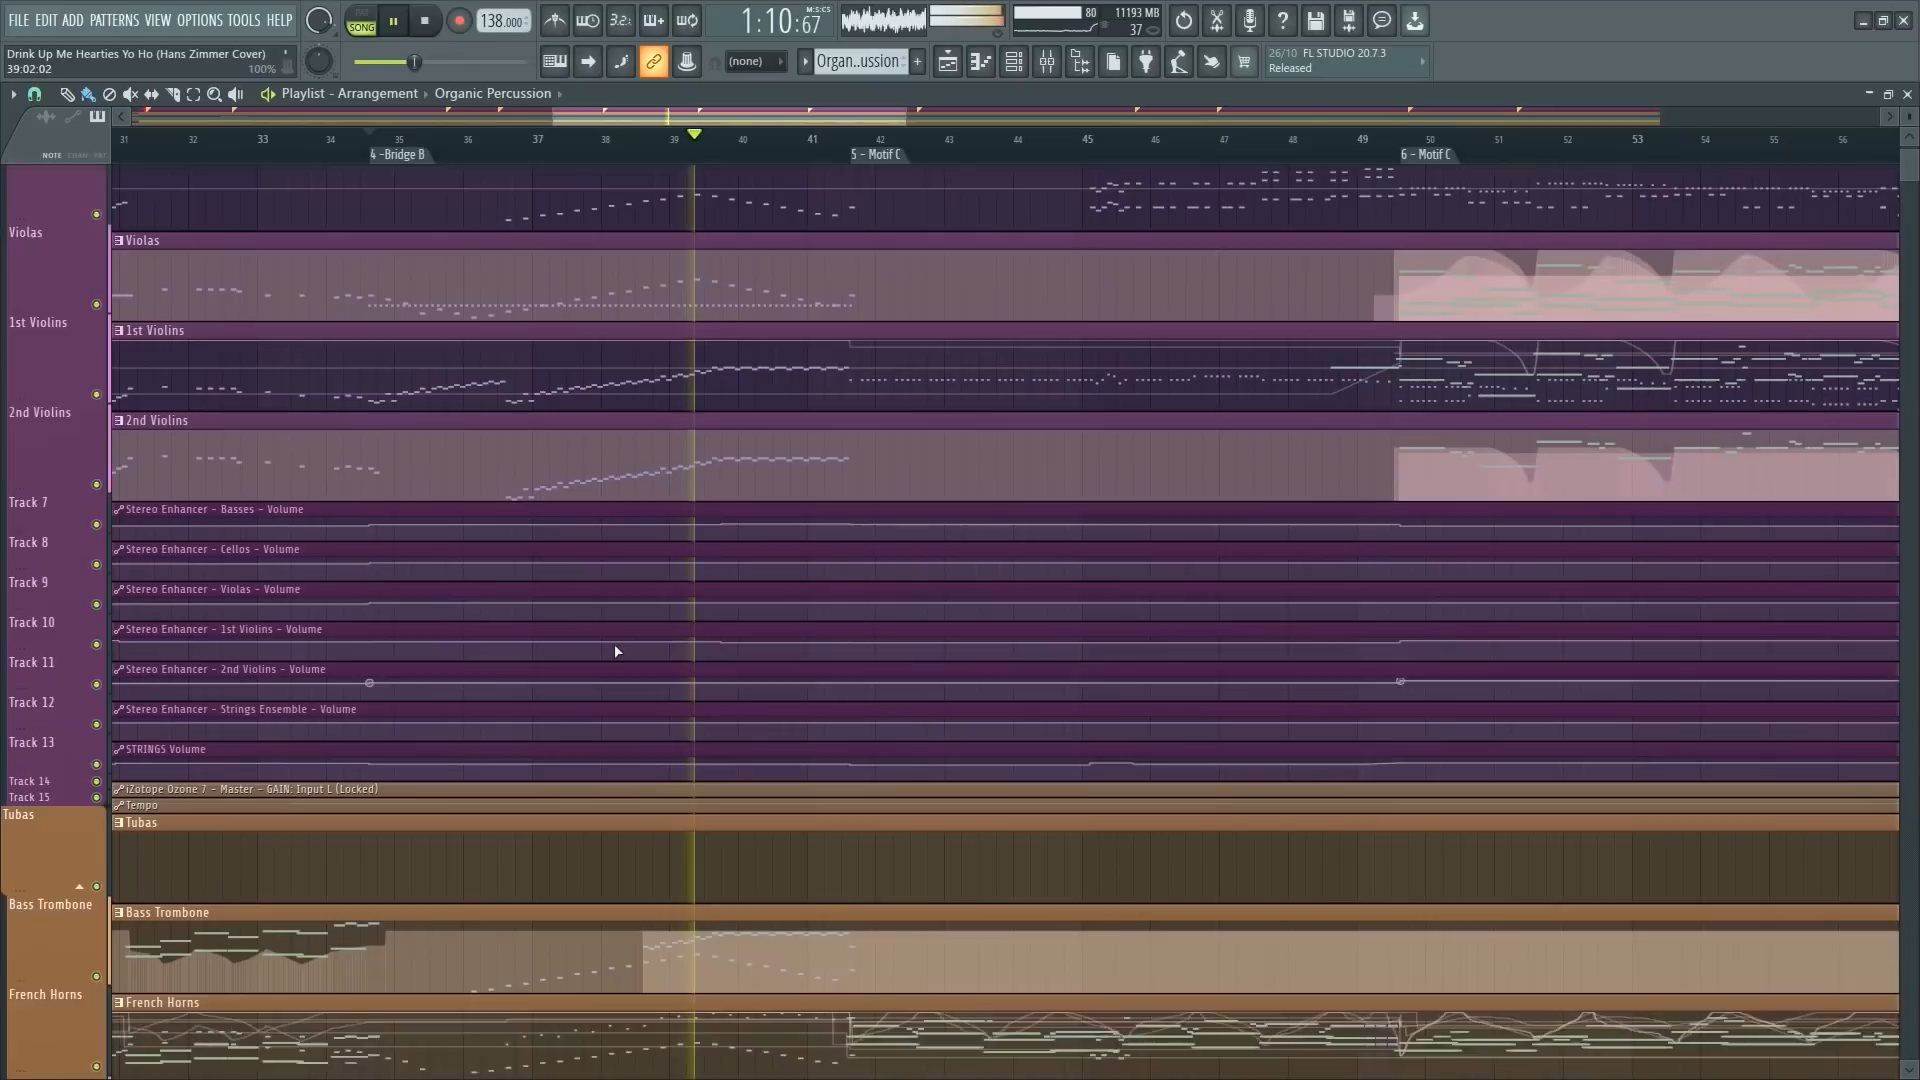 FILE EDIT ADD PATTERNS VIEW OPTIONS TOOLS HELP
SONG
138.000
3.2.
1:10:67
M:S:CS
80
11193 MB
37
Drink Up Me Hearties Yo Ho (Hans Zimmer Cover)
39:02:02
100%
(none)
Organ..ussion
26/10 FL STUDIO 20.7.3
Released
Playlist - Arrangement
Organic Percussion
NOTE
31 32 33 34 35 36 37 38 39 40 41 42 43 44 45 46 47 48 49 50 51 52 53 54 55 56
4 -Bridge B
5 - Motif C
6 - Motif C
Violas
Violas
1st Violins
1st Violins
2nd Violins
2nd Violins
Track 7
Stereo Enhancer - Basses - Volume
Track 8
Stereo Enhancer - Cellos - Volume
Track 9
Stereo Enhancer - Violas - Volume
Track 10
Stereo Enhancer - 1st Violins - Volume
Track 11
Stereo Enhancer - 2nd Violins - Volume
Track 12
Stereo Enhancer - Strings Ensemble - Volume
Track 13
STRINGS Volume
Track 14
iZotope Ozone 7 - Master - GAIN: Input L (Locked)
Track 15
Tempo
Tubas
Tubas
Bass Trombone
Bass Trombone
French Horns
French Horns